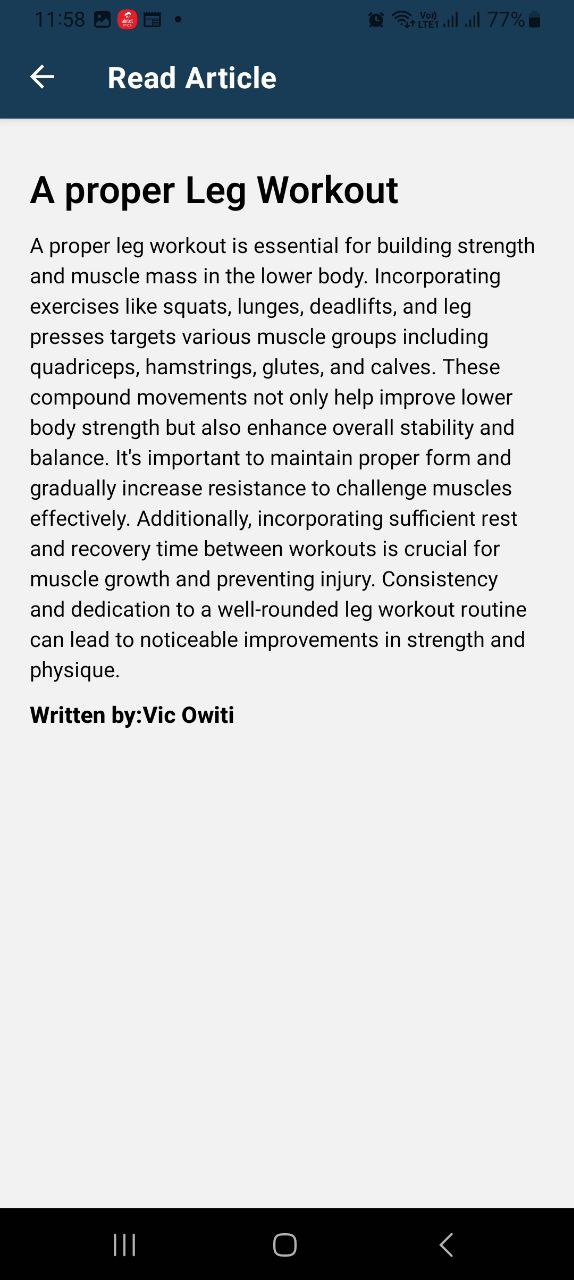 11:58 77%
Read Article
A proper Leg Workout
A proper leg workout is essential for building strength
and muscle mass in the lower body. Incorporating
exercises like squats, lunges, deadlifts, and leg
presses targets various muscle groups including
quadriceps, hamstrings, glutes, and calves. These
compound movements not only help improve lower
body strength but also enhance overall stability and
balance. It's important to maintain proper form and
gradually increase resistance to challenge muscles
effectively. Additionally, incorporating sufficient rest
and recovery time between workouts is crucial for
muscle growth and preventing injury. Consistency
and dedication to a well-rounded leg workout routine
can lead to noticeable improvements in strength and
physique.
Written by:Vic Owiti